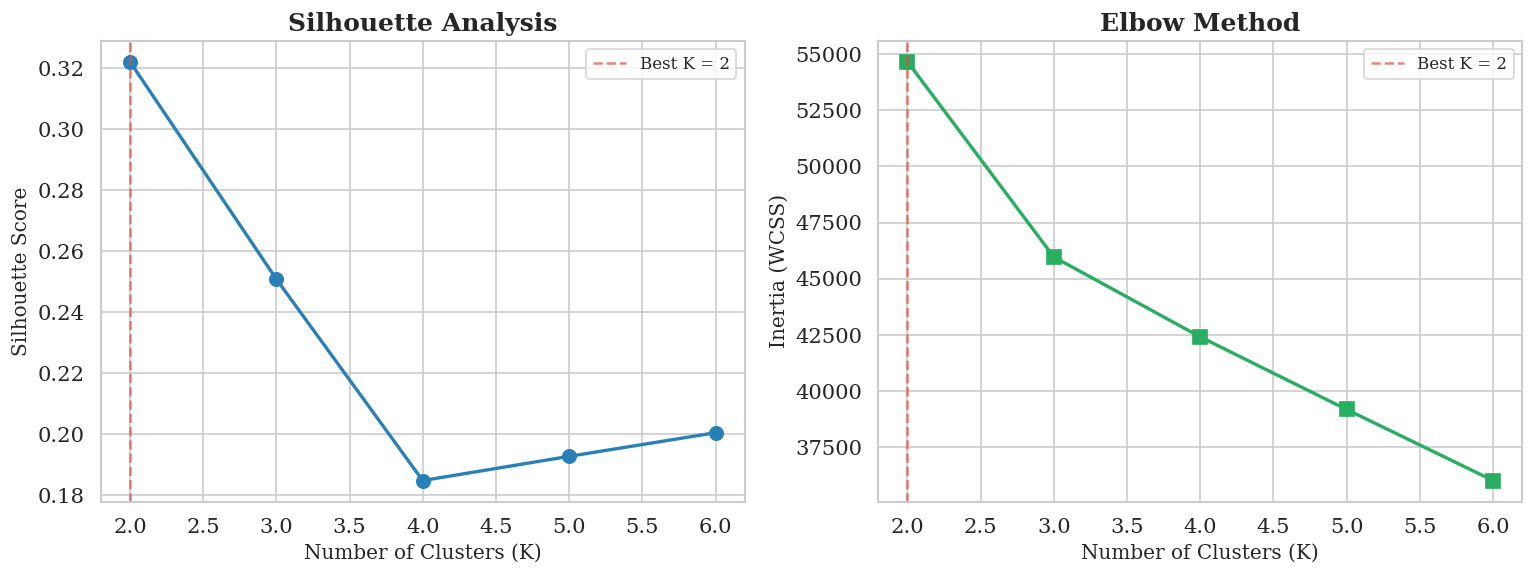 Silhouette Analysis
Silhouette Score
0.32
0.30
0.28
0.26
0.24
0.22
0.20
0.18
Best K = 2
2.0 2.5 3.0 3.5 4.0 4.5 5.0 5.5 6.0
Number of Clusters (K)
Elbow Method
Inertia (WCSS)
55000
52500
50000
47500
45000
42500
40000
37500
Best K = 2
2.0 2.5 3.0 3.5 4.0 4.5 5.0 5.5 6.0
Number of Clusters (K)